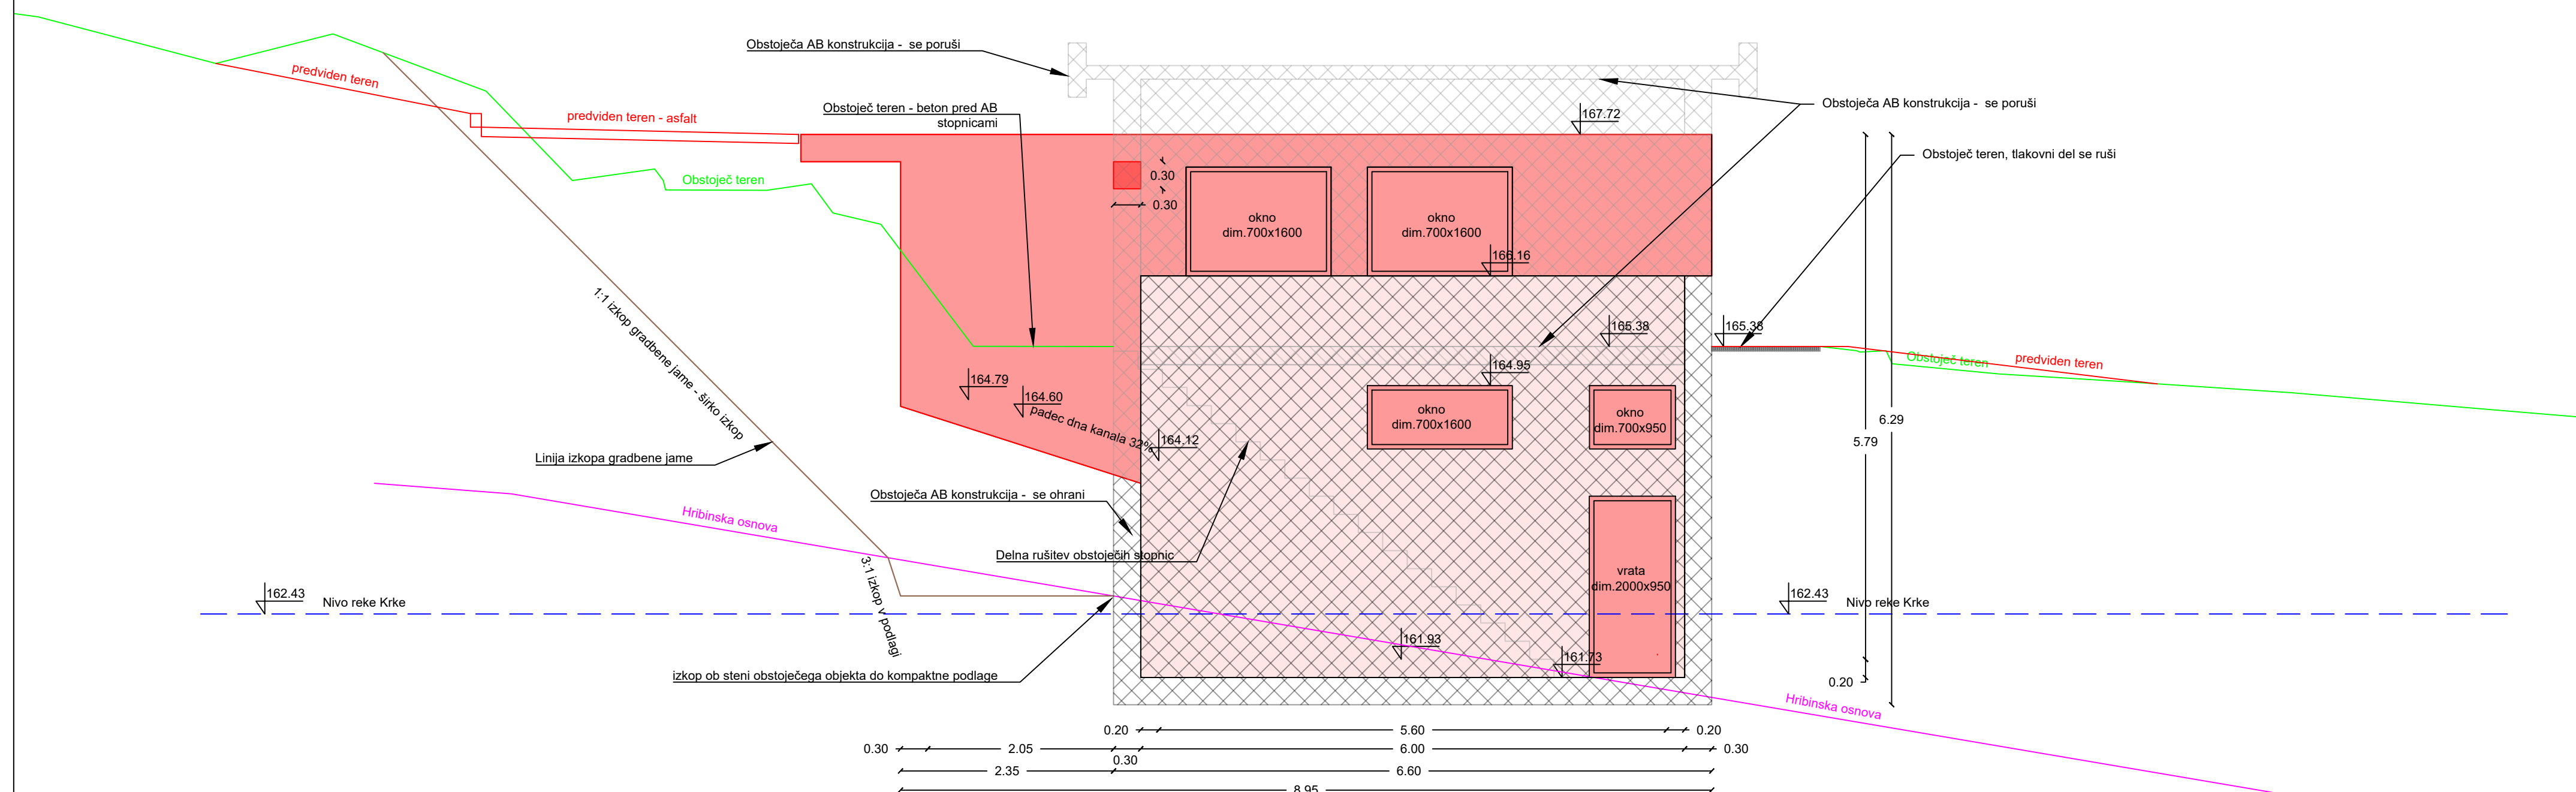 Obstoječa AB konstrukcija - se poruši
predviden teren
Obstoječ teren - beton pred AB
stopnicami
predviden teren - asfalt
167.72
Obstoječa AB konstrukcija - se poruši
Obstoječ teren, tlakovni del se ruši
Obstoječ teren
0.30
0.30
okno
dim.700x1600
okno
dim.700x1600
166.16
1:1 izkop gradbene jame - širko izkop
165.38
165.38
Obstoječ teren
predviden teren
164.79
164.60
164.95
padec dna kanala 32%
164.12
okno
dim.700x1600
okno
dim.700x950
6.29
5.79
Linija izkopa gradbene jame
Obstoječa AB konstrukcija - se ohrani
Hribinska osnova
Delna rušitev obstoječih stopnic
3:1 izkop v podlagi
vrata
dim.2000x950
162.43
Nivo reke Krke
162.43
Nivo reke Krke
161.93
161.73
izkop ob steni obstoječega objekta do kompaktne podlage
0.20
Hribinska osnova
0.20
5.60
0.20
0.30
2.05
0.30
6.00
0.30
2.35
6.60
8.95